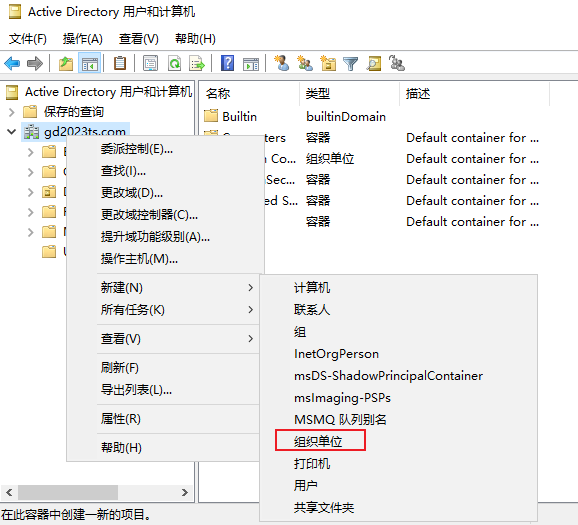 Active Directory 用户和计算机
文件(F) 操作(A) 查看(V) 帮助(H)
Active Directory 用户和计算机
保存的查询
gd2023ts.com
名称 类型 描述
Builtin builtinDomain
容器 Default container for ...
组织单位 Default container for ...
容器 Default container for ...
容器 Default container for ...
容器 Default container for ...
委派控制(E)...
查找(I)...
更改域(D)...
更改域控制器(C)...
提升域功能级别(A)...
操作主机(M)...
新建(N)
所有任务(K)
查看(V)
刷新(F)
导出列表(L)...
属性(R)
帮助(H)
计算机
联系人
组
InetOrgPerson
msDS-ShadowPrincipalContainer
msImaging-PSPs
MSMQ 队列别名
组织单位
打印机
用户
共享文件夹
在此容器中创建一新的项目。